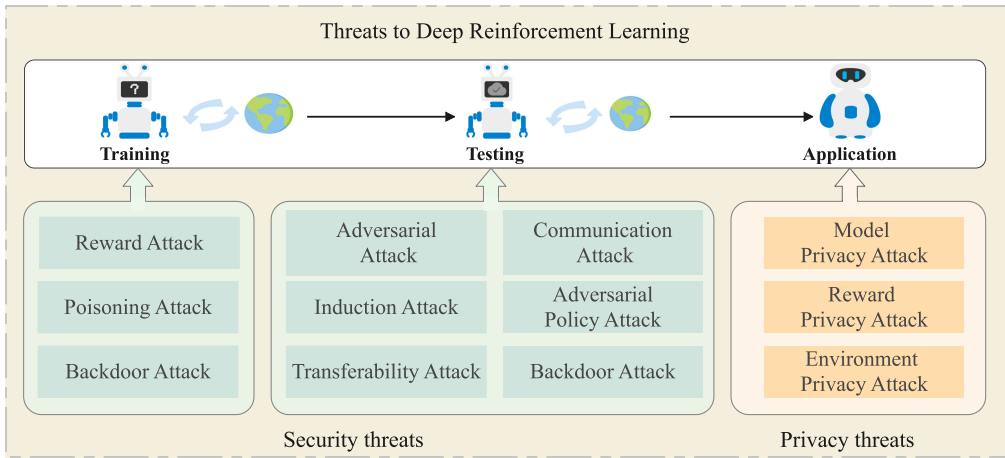 Threats to Deep Reinforcement Learning
?
Training
Testing
Application
Reward Attack
Poisoning Attack
Backdoor Attack
Adversarial
Attack
Communication
Attack
Induction Attack
Adversarial
Policy Attack
Transferability Attack
Backdoor Attack
Model
Privacy Attack
Reward
Privacy Attack
Environment
Privacy Attack
Security threats
Privacy threats